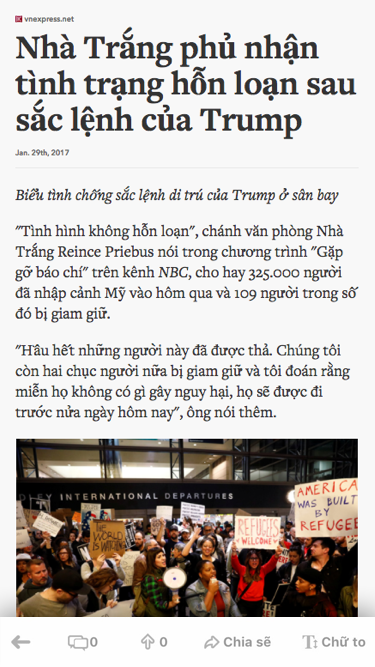 vnexpress.net
Nhà Trắng phủ nhận
tình trạng hỗn loạn sau
sắc lệnh của Trump
Jan. 29th, 2017
Biểu tình chống sắc lệnh di trú của Trump ở sân bay
"Tình hình không hỗn loạn", chánh văn phòng Nhà
Trắng Reince Priebus nói trong chương trình "Gặp
gỡ báo chí" trên kênh NBC, cho hay 325.000 người
đã nhập cảnh Mỹ vào hôm qua và 109 người trong số
đó bị giam giữ.
"Hầu hết những người này đã được thả. Chúng tôi
còn hai chục người nữa bị giam giữ và tôi đoán rằng
miễn họ không có gì gây nguy hại, họ sẽ được đi
trước nửa ngày hôm nay", ông nói thêm.
DLEY INTERNATIONAL DEPARTURES
AMERICA
WAS BUILT
BY
REFUGEE
REFUGEES
WELCOME
THE
WORLD
IS
WATCHING
0
0
Chia sẽ
Chữ to